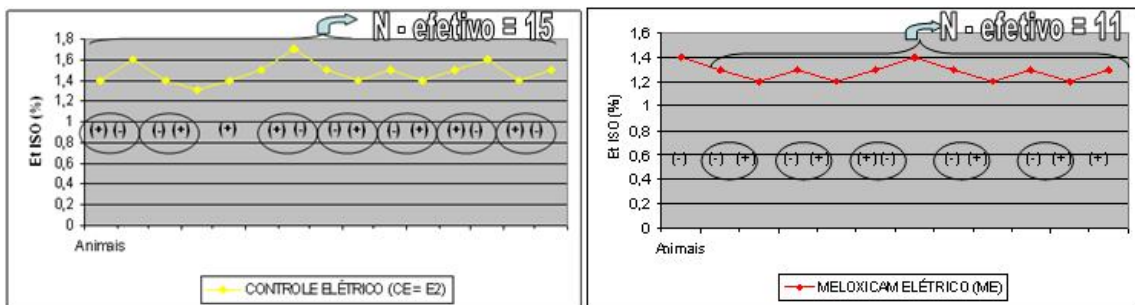 N - efetivo = 15
1,8
1,6
1,4
1,2
1
0,8
0,6
0,4
0,2
0
Et ISO (%)
(+) (-) (-) (+) (+) (+) (-) (-) (+) (-) (+) (+) (-) (+) (-)
Animais
CONTROLE ELÉTRICO (CE = E2)
N - efetivo = 11
1,6
1,4
1,2
1
0,8
0,6
0,4
0,2
0
Et ISO (%)
(-) (-) (+) (-) (+) (+) (-) (-) (+) (-) (+) (+)
Animais
MELOXICAM ELÉTRICO (ME)